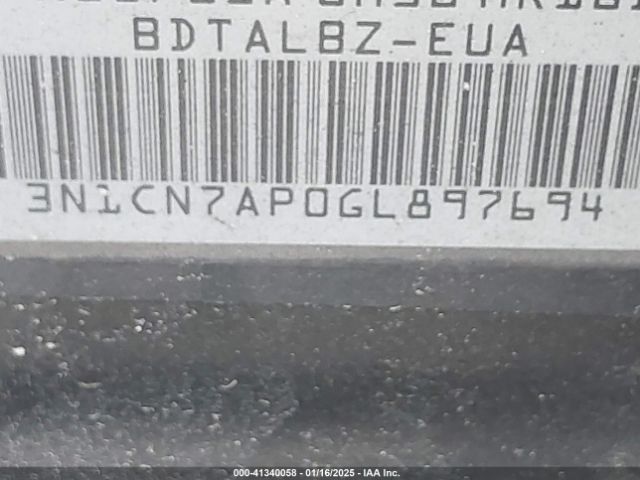 BDTALBZ-EUA
3N1CN7AP0GL897694
000-41340058 - 01/16/2025 - IAA Inc.